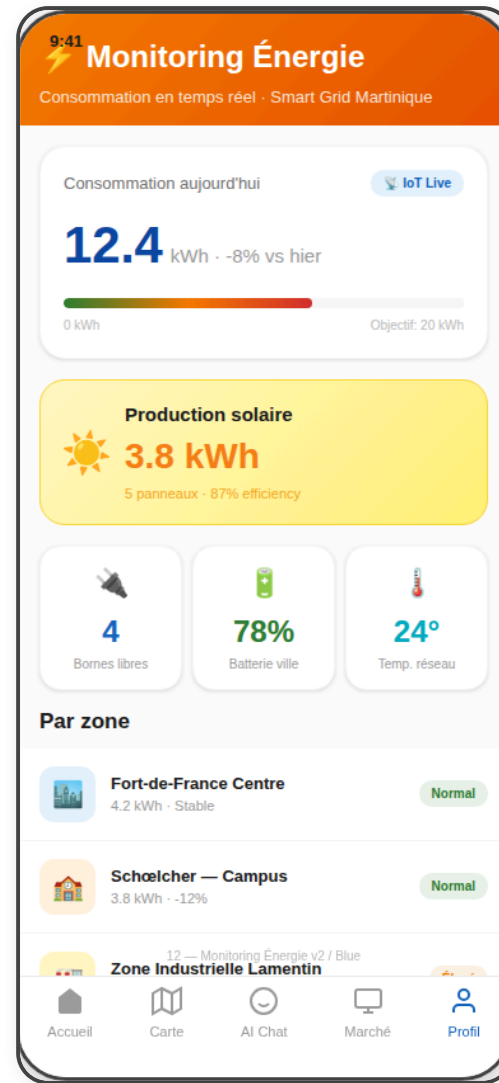 9:41
Monitoring Énergie
Consommation en temps réel · Smart Grid Martinique
Consommation aujourd'hui
IoT Live
12.4 kWh · -8% vs hier
0 kWh
Objectif: 20 kWh
Production solaire
3.8 kWh
5 panneaux · 87% efficiency
4
78%
24°
Bornes libres
Batterie ville
Temp. réseau
Par zone
Fort-de-France Centre
4.2 kWh · Stable
Normal
Schœlcher — Campus
3.8 kWh · -12%
Normal
12 — Monitoring Énergie v2 / Blue
Zone Industrielle Lamentin
Accueil
Carte
AI Chat
Marché
Profil